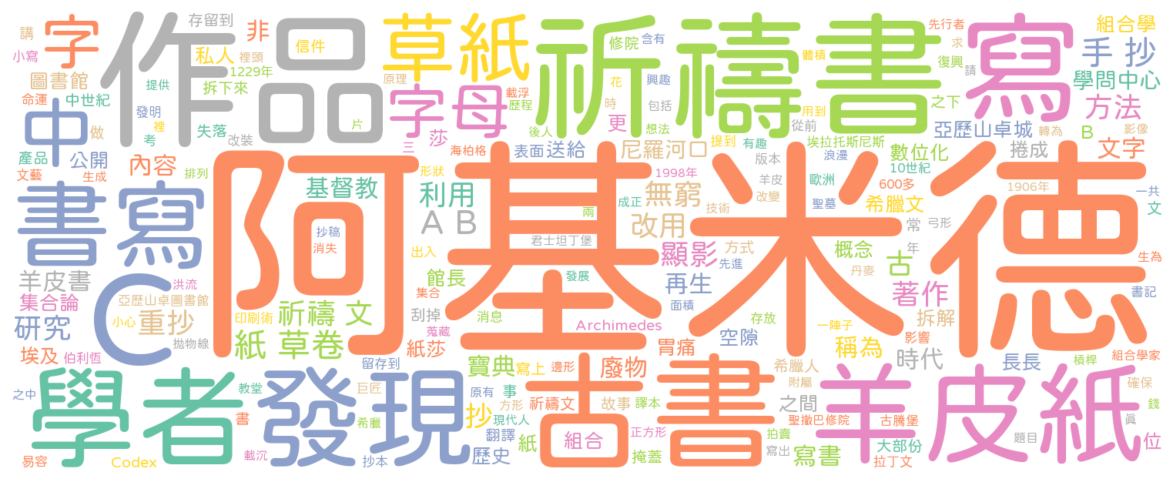 講 存留到 非 信件 作品 草紙 祈禱書 修院 含有 寫 先行者 組合學
小寫 字 私人 裡頭 1229年 原理 花 興趣 求 復興 手 抄
圖書館 拆下來 載浮 難積 請 學問中心
命運 中世紀 提供 字母 歷程 時 包括 之下 方法
中 發明 裡 失落 改裝 片 莎 更 後人 想法 用到 從前 亞歷山卓城 B 轉為 影像
做 考 三 海柏格 表面 送給 提到 有趣 埃拉托斯尼斯 文字
產品 公開 內容 尼羅河口 版本 浪漫 數位化 捲成
文藝 生成 排列 基督教 形狀 利用 1998年 無窮 羊皮 歐洲 10世紀 600多 1906年 一共
書寫 抄稿 A B 兩 成正 技術 改變 聖墓 希臘文 文
消失 君士坦丁堡 改用 方式 常 弓形
阿基米德
羊皮書 洪流 C 出入 館長 發展 顯影 先進 概念 年 古 生為
集合論 亞歷山卓圖書館 集合 刮掉 消息 面積 再生 丹麥 著作 書記
研究 小心 重抄 印刷術 祈禱 文 蒐藏 Archimedes 存放 一陣子 影響 拆解
拋物線 紙 草卷 紙莎 空隙 稱為 組合學家
埃及 伯利恆 留存到 寶典 寫上 邊形 廢物 胃痛 希臘人 時代 長長 槓桿
之中 學者 教堂 發現 巨匠 抄 原有 事 古書 附屬 羊皮紙 確保
書 希臘 現代人 方形 祈禱文 故事 譯本 之間 聖撒巴修院 古騰堡 錢
載沉 翻譯 紙 組合 正方形 拍賣 大部份 題目 真 位
易容 Codex 抄本 歷史 掩蓋 寫出 寫書 拉丁文